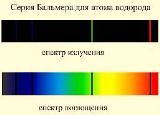 Серия Бальмера для атома водорода
спектр излучения
спектр поглощения